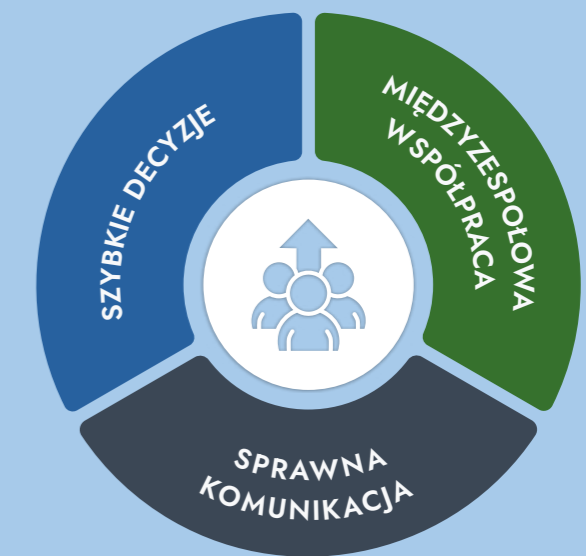 SZYBKIE DECYZJE
MIĘDZYZESPOŁOWA
WSPÓŁPRACA
SPRAWNA
KOMUNIKACJA